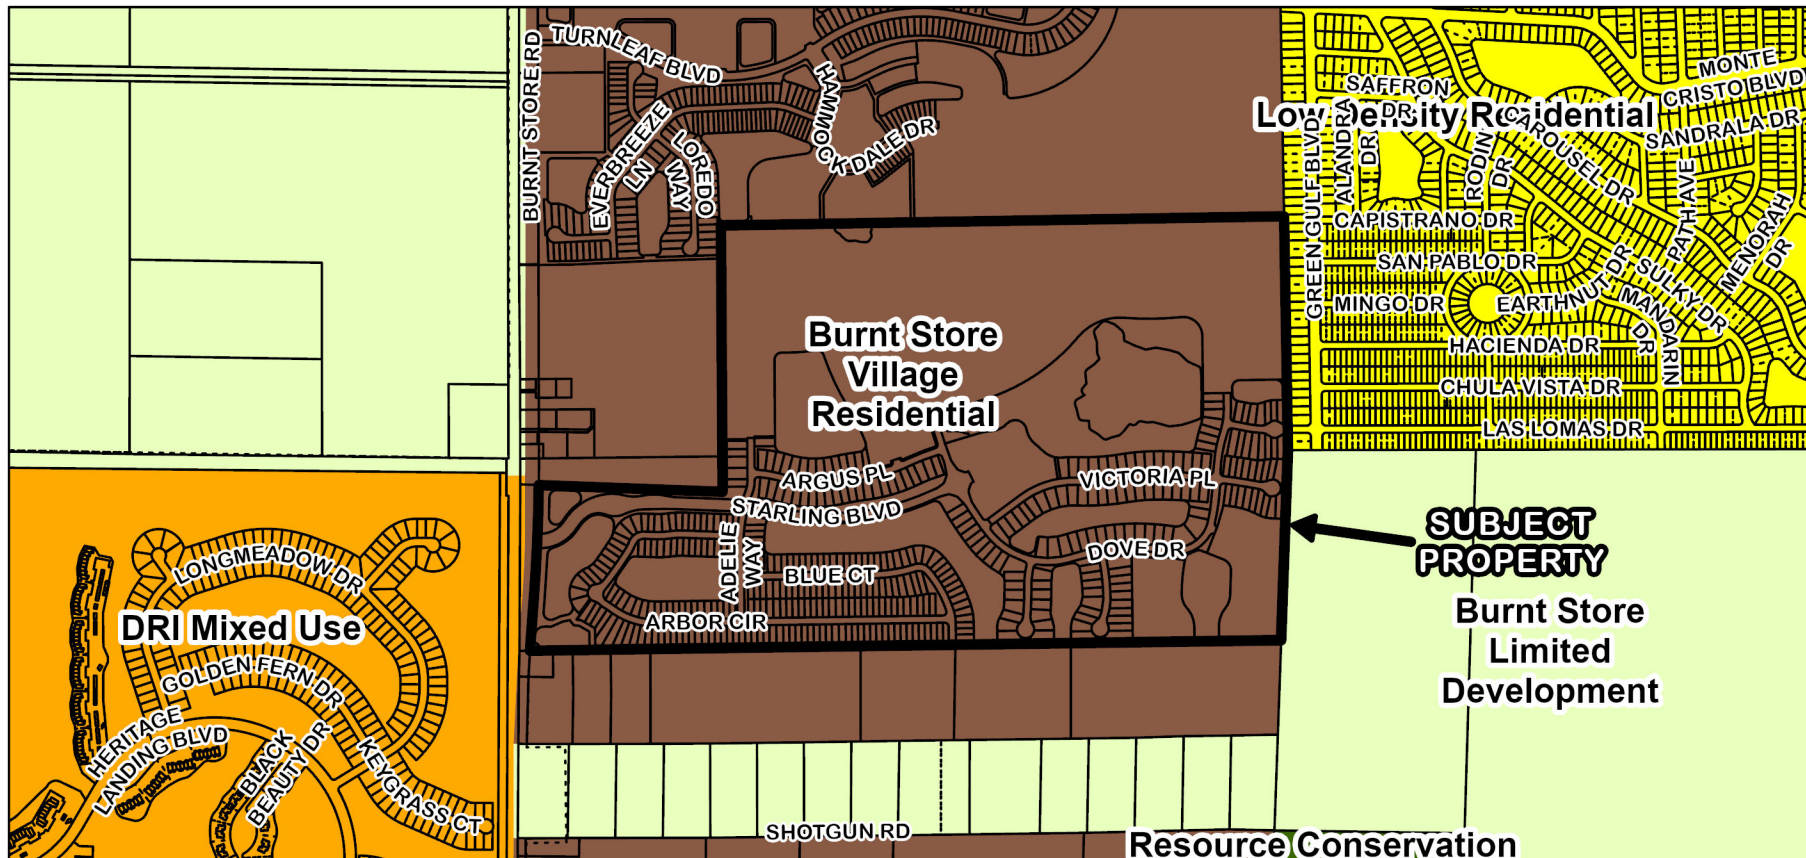 BURNT STORE RD
TURNLEAF BLVD
HAMMOCK
DALE DR
EVERBREEZE
LN
LOREDO
WAY
Low Density Residential
SAFFRON
DR
MONTE
CRISTO BLVD
SANDRALA DR
GREEN GULF BLVD
ALANDRA
DR
RODIN
DR
CAROUSEL DR
PATH AVE
MENORAH
DR
CAPISTRANO DR
SAN PABLO DR
MINGO DR
EARTHNUT DR
SULKY DR
MANDARIN
DR
HACIENDA DR
CHULA VISTA DR
LAS LOMAS DR
Burnt Store
Village
Residential
ARGUS PL
STARLING BLVD
VICTORIA PL
ADELIE
WAY
DOVE DR
BLUE CT
ARBOR CIR
SUBJECT
PROPERTY
Burnt Store
Limited
Development
LONGMEADOW DR
DRI Mixed Use
GOLDEN FERN DR
HERITAGE
LANDING BLVD
BLACK
BEAUTY DR
KEYGRASS CT
SHOTGUN RD
Resource Conservation